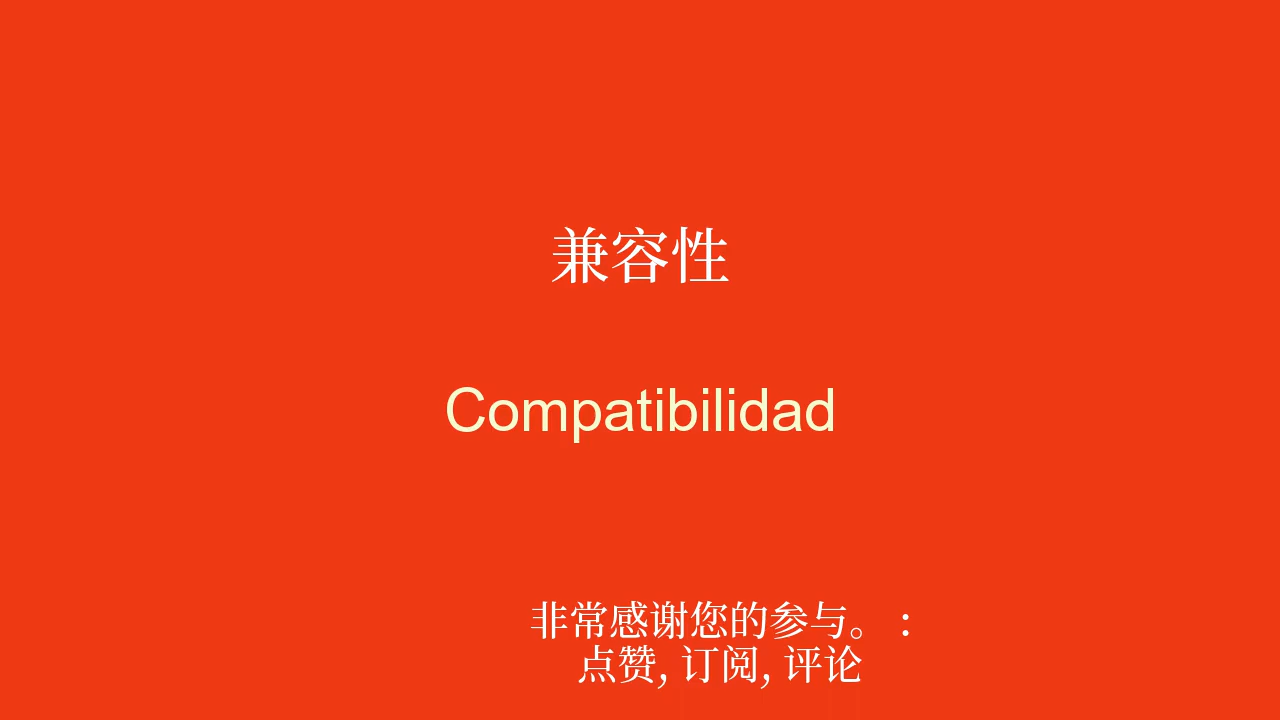 兼容性
Compatibilidad
非常感谢您的参与。 :
点赞, 订阅, 评论